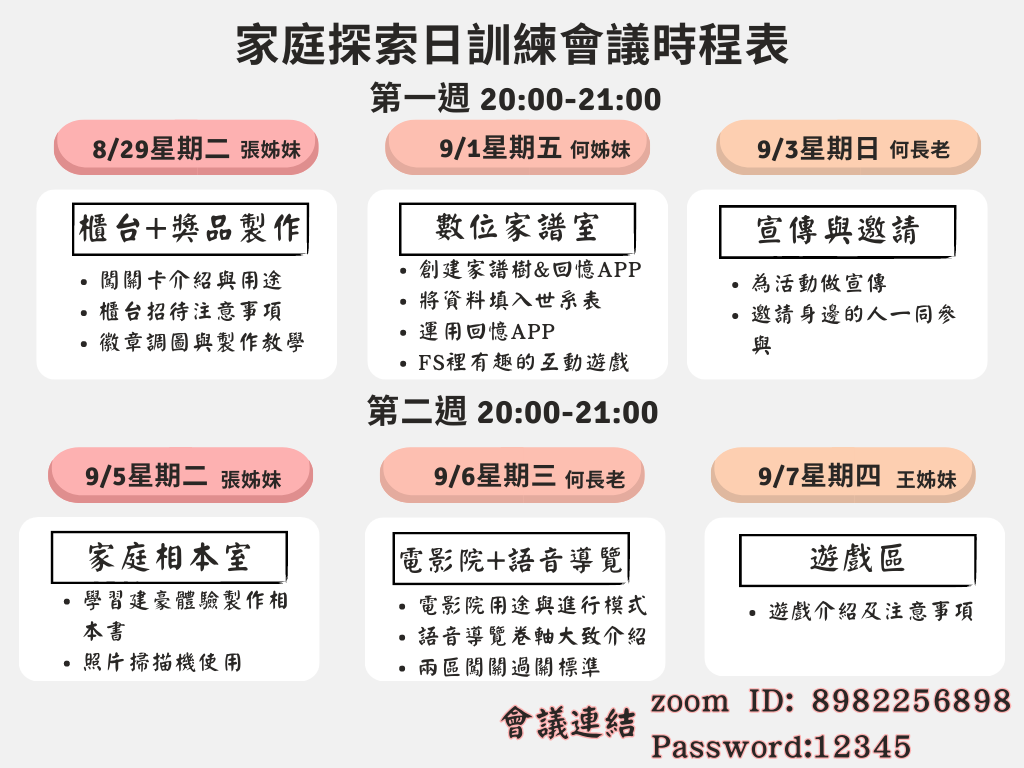 家庭探索日訓練會議時程表
第一週 20:00-21:00
8/29星期二 張姊妹
櫃台+獎品製作
• 闖關卡介紹與用途
• 櫃台招待注意事項
• 徽章調圖與製作教學
9/1星期五 何姊妹
數位家譜室
• 創建家譜樹&回憶APP
• 將資料填入世系表
• 運用回憶APP
• FS裡有趣的互動遊戲
9/3星期日 何長老
宣傳與邀請
• 為活動做宣傳
• 邀請身邊的人一同參
與
第二週 20:00-21:00
9/5星期二 張姊妹
家庭相本室
• 學習建豪體驗製作相
本書
• 照片掃描機使用
9/6星期三 何長老
電影院+語音導覽
• 電影院用途與進行模式
• 語音導覽卷軸大致介紹
• 兩區闖關過關標準
9/7星期四 王姊妹
遊戲區
• 遊戲介紹及注意事項
會議連結
zoom ID: 8982256898
Password:12345